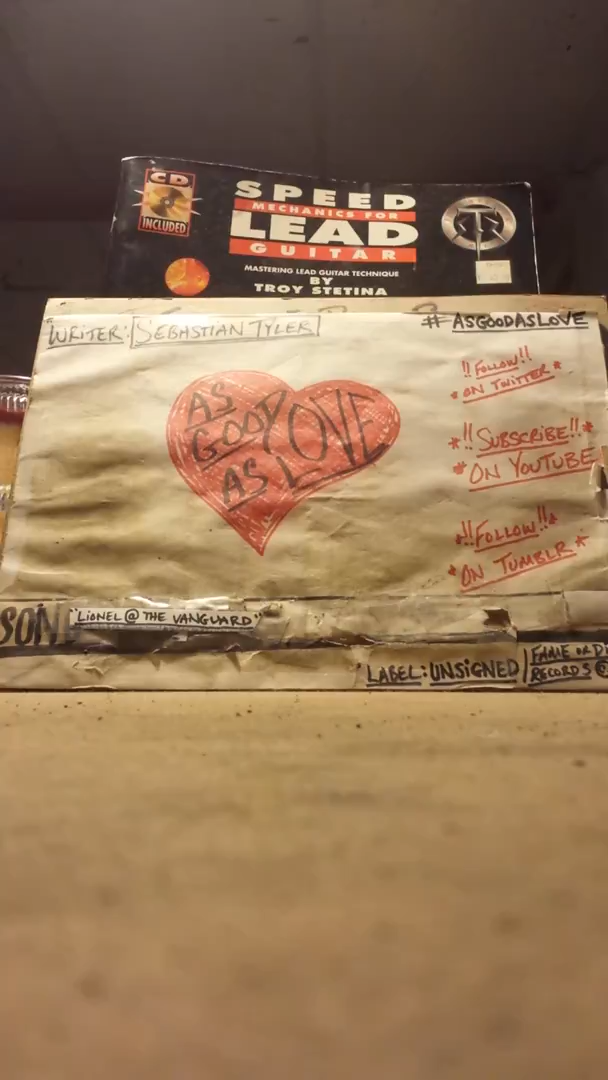 CD
INCLUDED
SPEED
MECHANICS FOR
LEAD
GUITAR
MASTERING LEAD GUITAR TECHNIQUE
BY
TROY STETINA
WRITER: SEBASTIAN TYLER
# ASGOODASLOVE
AS
GOOD
AS LOVE
!!FOLLOW!!
*ON TWITTER*
*!!SUBSCRIBE!!*
*ON YOUTUBE
*!!FOLLOW!!*
*ON TUMBLR*
"LIONEL @ THE VANGUARD"
LABEL: UNSIGNED
FAME OR
RECORDS